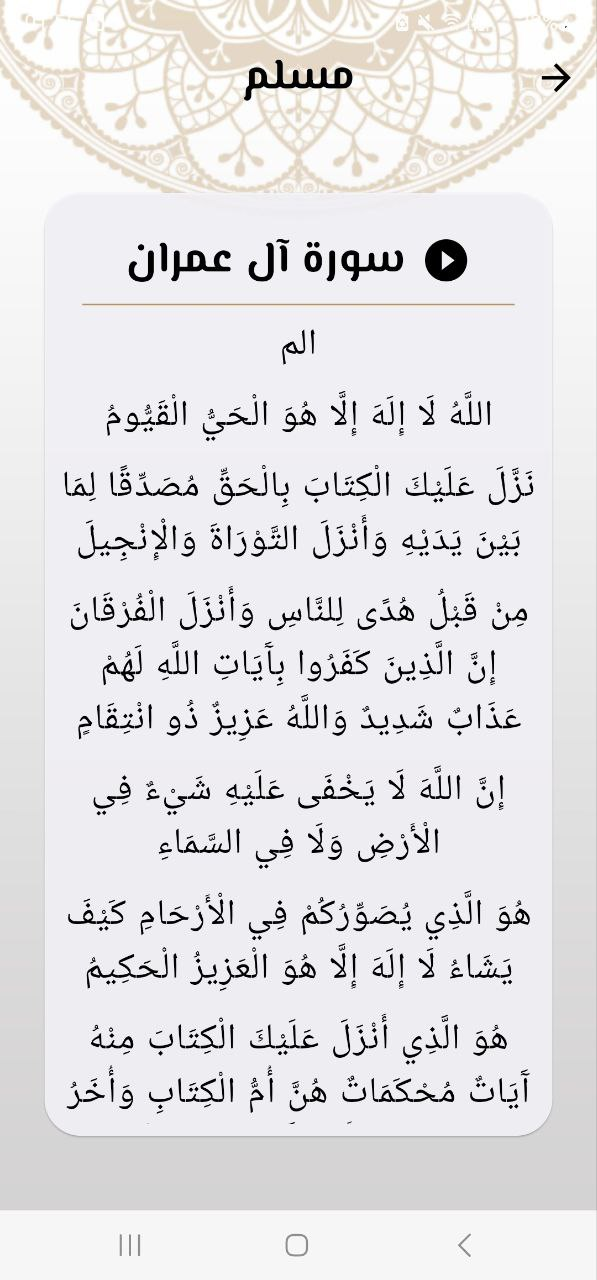 مسلم
سورة آل عمران
الم
اللَّهُ لَا إِلَهَ إِلَّا هُوَ الْحَيُّ الْقَيُّومُ
نَزَّلَ عَلَيْكَ الْكِتَابَ بِالْحَقِّ مُصَدِّقًا لِمَا
بَيْنَ يَدَيْهِ وَأَنْزَلَ التَّوْرَاةَ وَالْإِنْجِيلَ
مِنْ قَبْلُ هُدًى لِلنَّاسِ وَأَنْزَلَ الْفُرْقَانَ
إِنَّ الَّذِينَ كَفَرُوا بِآَيَاتِ اللَّهِ لَهُمْ
عَذَابٌ شَدِيدٌ وَاللَّهُ عَزِيزٌ ذُو انْتِقَامٍ
إِنَّ اللَّهَ لَا يَخْفَى عَلَيْهِ شَيْءٌ فِي
الْأَرْضِ وَلَا فِي السَّمَاءِ
هُوَ الَّذِي يُصَوِّرُكُمْ فِي الْأَرْحَامِ كَيْفَ
يَشَاءُ لَا إِلَهَ إِلَّا هُوَ الْعَزِيزُ الْحَكِيمُ
هُوَ الَّذِي أَنْزَلَ عَلَيْكَ الْكِتَابَ مِنْهُ
آَيَاتٌ مُحْكَمَاتٌ هُنَّ أُمُّ الْكِتَابِ وَأُخَرُ